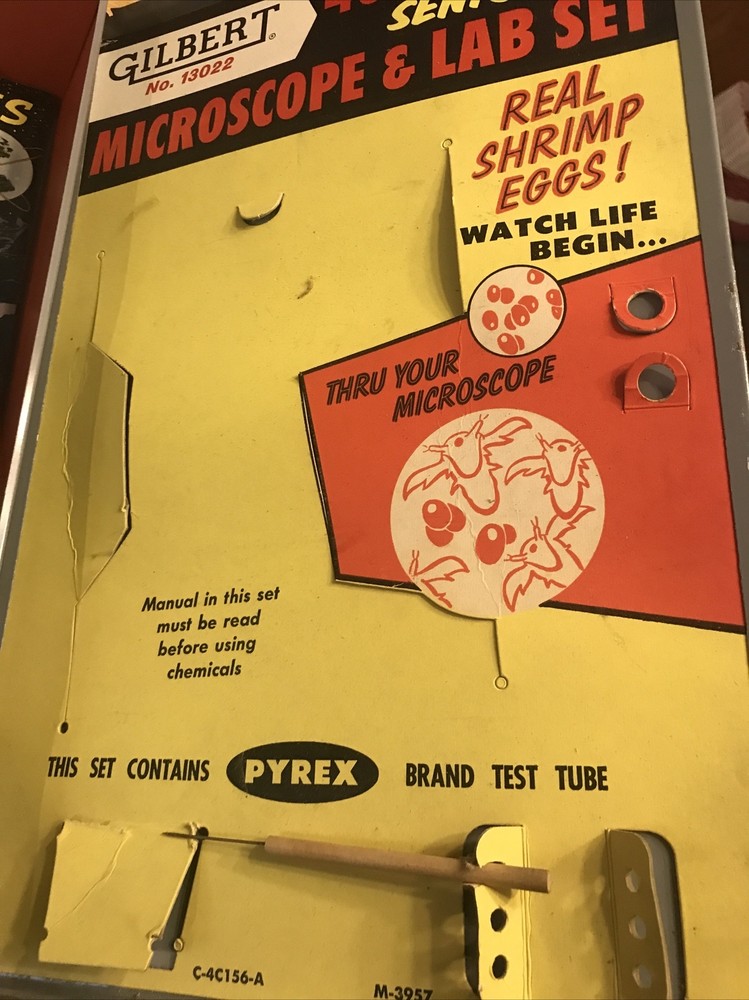 GILBERT®
No. 13022
MICROSCOPE & LAB SET
REAL
SHRIMP
EGGS!
WATCH LIFE
BEGIN...
THRU YOUR
MICROSCOPE
Manual in this set
must be read
before using
chemicals
THIS SET CONTAINS PYREX BRAND TEST TUBE
C-4C156-A
M-3957